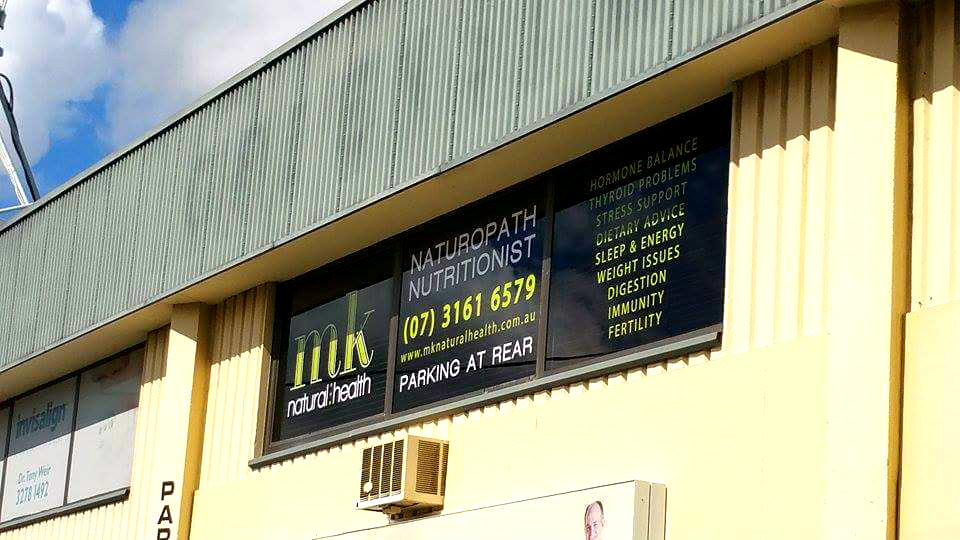 invisalign
Dr. Tony Weir
3278 1492
PAR
mk
natural:health
NATUROPATH
NUTRITIONIST
(07) 3161 6579
www.mknaturalhealth.com.au
PARKING AT REAR
HORMONE BALANCE
THYROID PROBLEMS
STRESS SUPPORT
DIETARY ADVICE
SLEEP & ENERGY
WEIGHT ISSUES
DIGESTION
IMMUNITY
FERTILITY